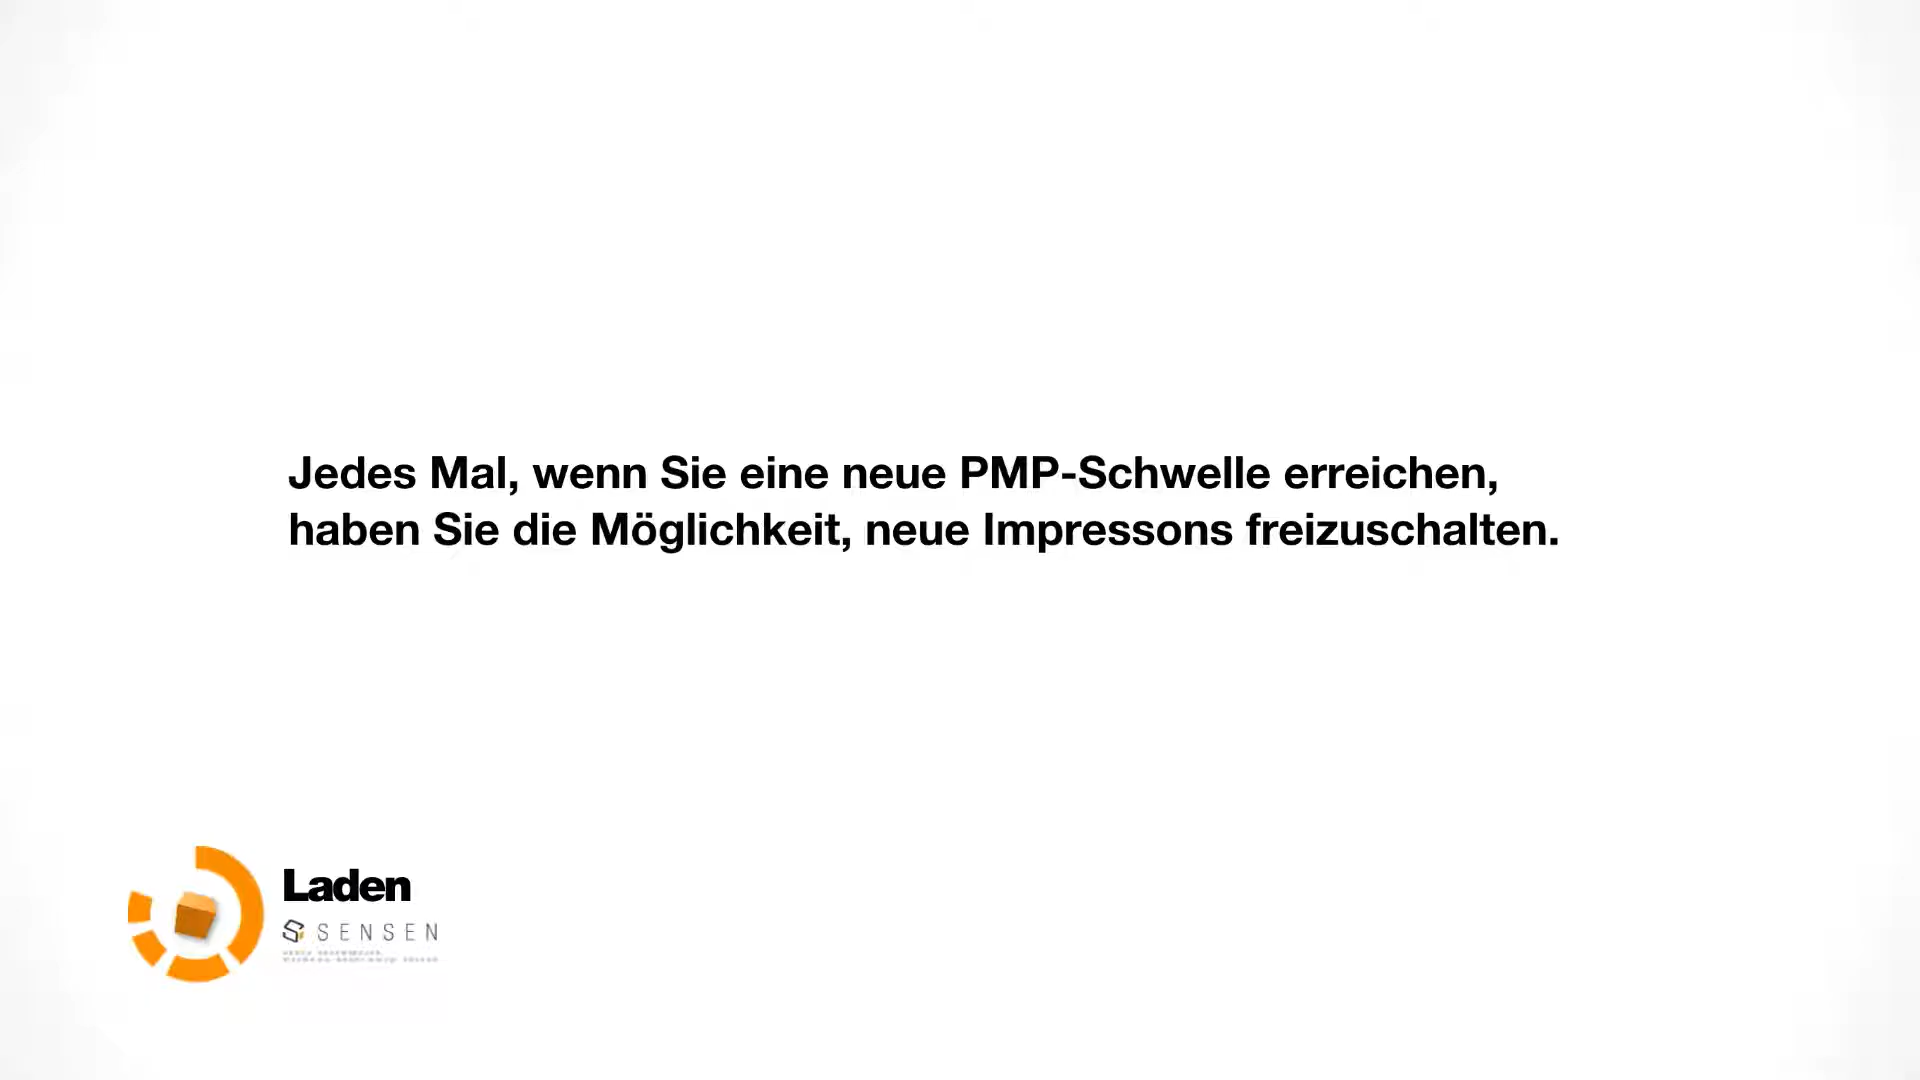 Jedes Mal, wenn Sie eine neue PMP-Schwelle erreichen,
haben Sie die Möglichkeit, neue Impressons freizuschalten.
Laden
SENSEN